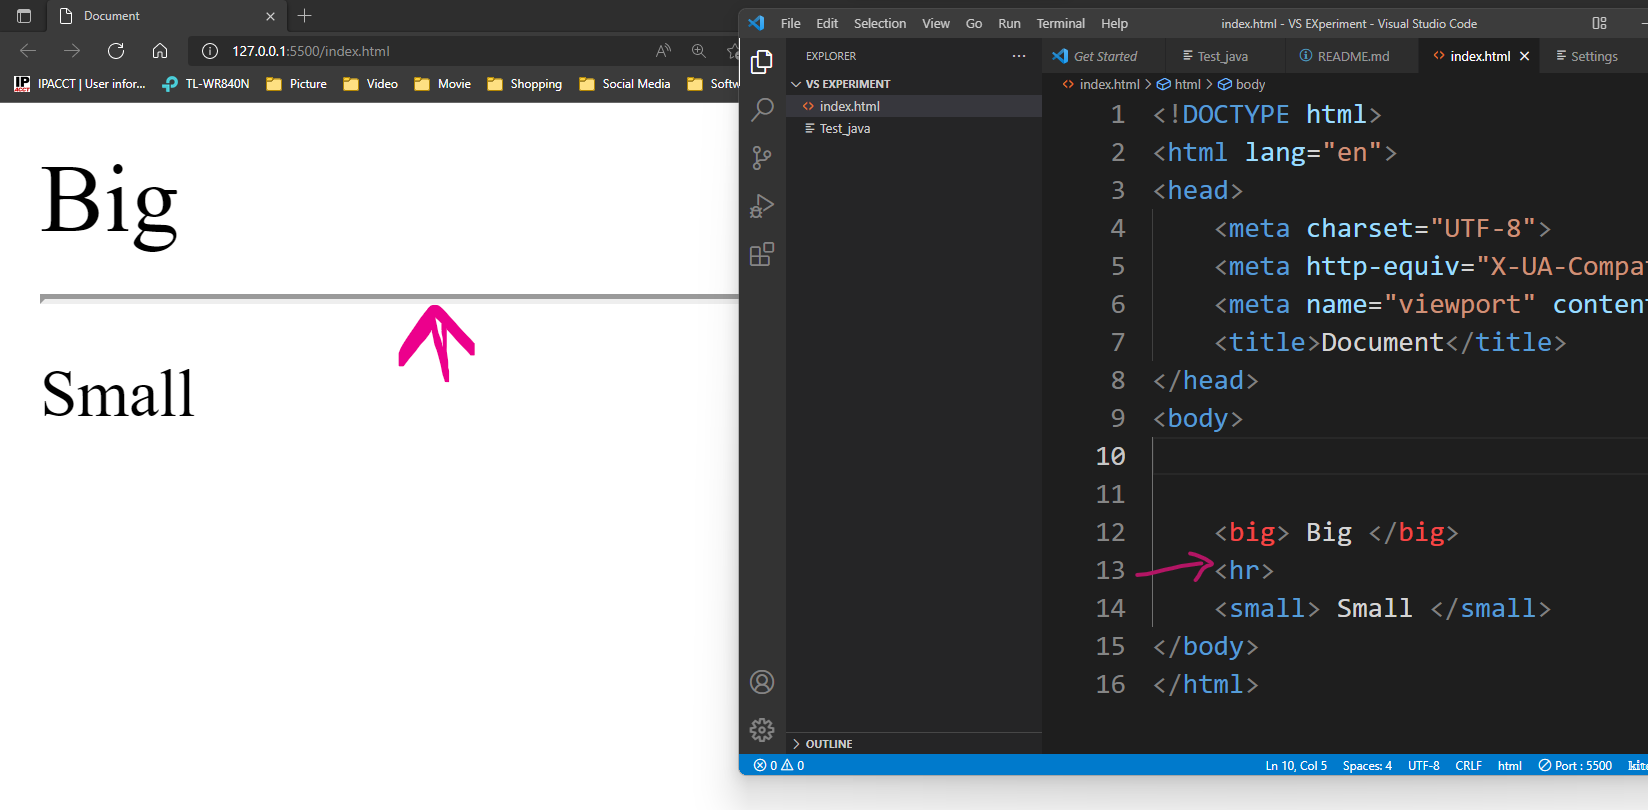 Document
127.0.0.1:5500/index.html
IPACCT | User infor... TL-WR840N Picture Video Movie Shopping Social Media Softw
Big
Small
File Edit Selection View Go Run Terminal Help index.html - VS EXperiment - Visual Studio Code
EXPLORER
VS EXPERIMENT
index.html
Test_java
OUTLINE
Get Started Test_java README.md index.html Settings
index.html > html > body
1 <!DOCTYPE html>
2 <html lang="en">
3 <head>
4 <meta charset="UTF-8">
5 <meta http-equiv="X-UA-Compa
6 <meta name="viewport" conten
7 <title>Document</title>
8 </head>
9 <body>
10
11
12 <big> Big </big>
13 <hr>
14 <small> Small </small>
15 </body>
16 </html>
0 0 Ln 10, Col 5 Spaces: 4 UTF-8 CRLF html Port : 5500